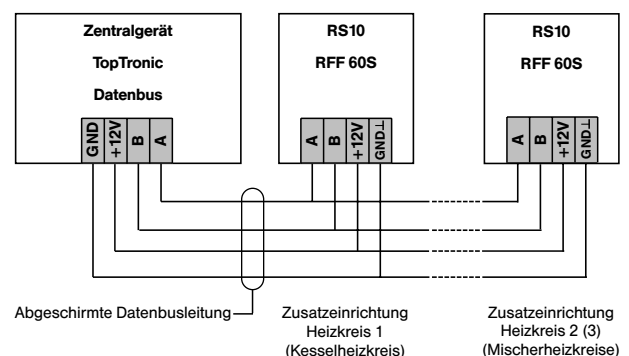 Zentralgerät
TopTronic
Datenbus
GND
+12V
B
A
RS10
RFF 60S
A
B
+12V
GND⊥
RS10
RFF 60S
A
B
+12V
GND⊥
Abgeschirmte Datenbusleitung
Zusatzeinrichtung
Heizkreis 1
(Kesselheizkreis)
Zusatzeinrichtung
Heizkreis 2 (3)
(Mischerheizkreise)